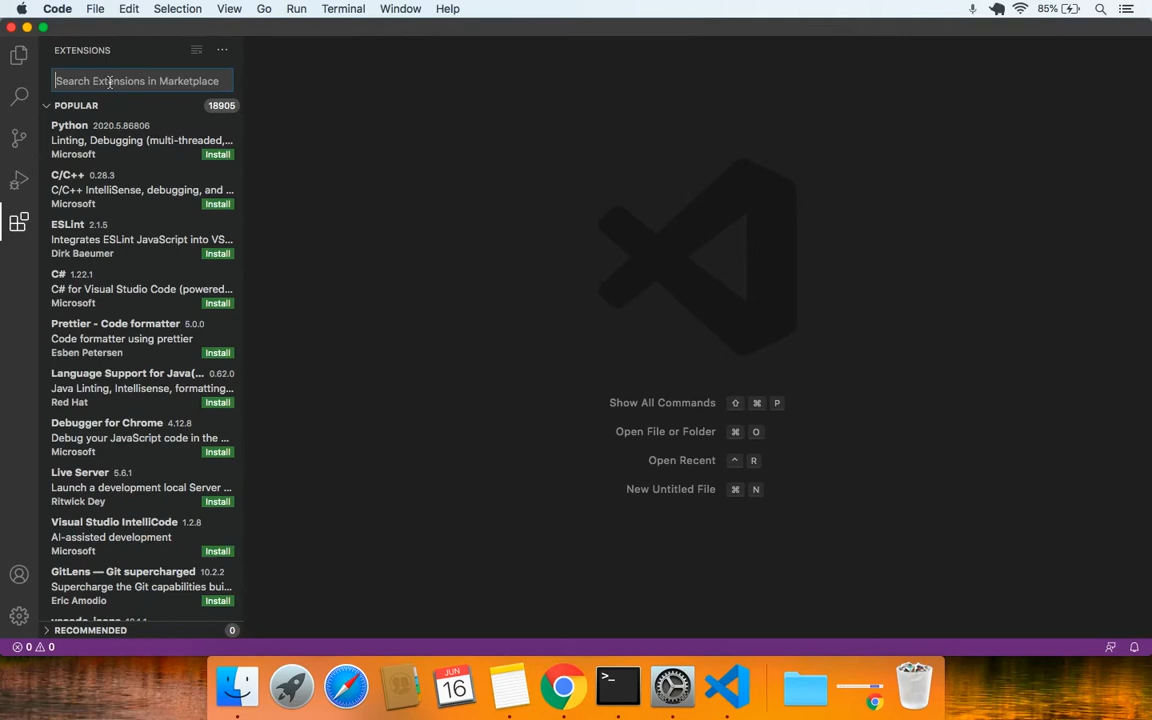 Code File Edit Selection View Go Run Terminal Window Help 85%
EXTENSIONS
Search Extensions in Marketplace
POPULAR 18905
Python 2020.5.86806
Linting, Debugging (multi-threaded,...
Microsoft Install
C/C++ 0.28.3
C/C++ IntelliSense, debugging, and ...
Microsoft Install
ESLint 2.1.5
Integrates ESLint JavaScript into VS...
Dirk Baeumer Install
C# 1.22.1
C# for Visual Studio Code (powered...
Microsoft Install
Prettier - Code formatter 5.0.0
Code formatter using prettier
Esben Petersen Install
Language Support for Java(... 0.62.0
Java Linting, Intellisense, formatting...
Red Hat Install
Debugger for Chrome 4.12.8
Debug your JavaScript code in the ...
Microsoft Install
Live Server 5.6.1
Launch a development local Server ...
Ritwick Dey Install
Visual Studio IntelliCode 1.2.8
AI-assisted development
Microsoft Install
GitLens — Git supercharged 10.2.2
Supercharge the Git capabilities bui...
Eric Amodio Install
RECOMMENDED 0
Show All Commands ⇧ ⌘ P
Open File or Folder ⌘ O
Open Recent ^ R
New Untitled File ⌘ N
0 0
JUN
16
>_